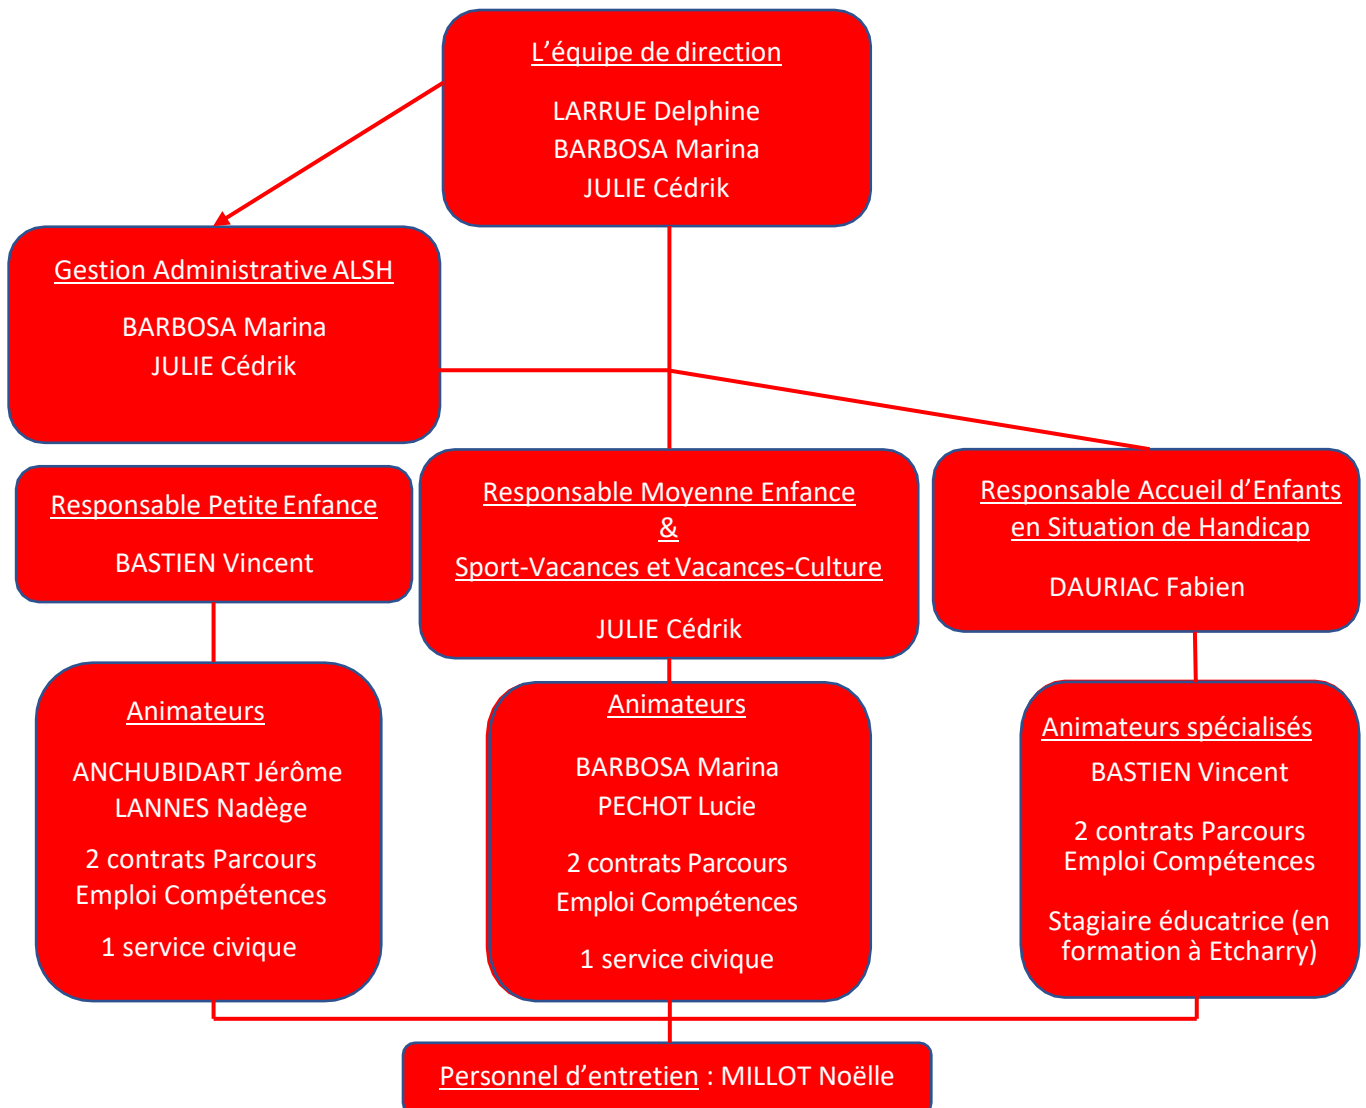 L’équipe de direction
LARRUE Delphine
BARBOSA Marina
JULIE Cédrik
Gestion Administrative ALSH
BARBOSA Marina
JULIE Cédrik
Responsable Petite Enfance
BASTIEN Vincent
Responsable Moyenne Enfance
&
Sport-Vacances et Vacances-Culture
JULIE Cédrik
Responsable Accueil d’Enfants
en Situation de Handicap
DAURIAC Fabien
Animateurs
ANCHUBIDART Jérôme
LANNES Nadège
2 contrats Parcours
Emploi Compétences
1 service civique
Animateurs
BARBOSA Marina
PECHOT Lucie
2 contrats Parcours
Emploi Compétences
1 service civique
Animateurs spécialisés
BASTIEN Vincent
2 contrats Parcours
Emploi Compétences
Stagiaire éducatrice (en
formation à Etcharry)
Personnel d’entretien : MILLOT Noëlle